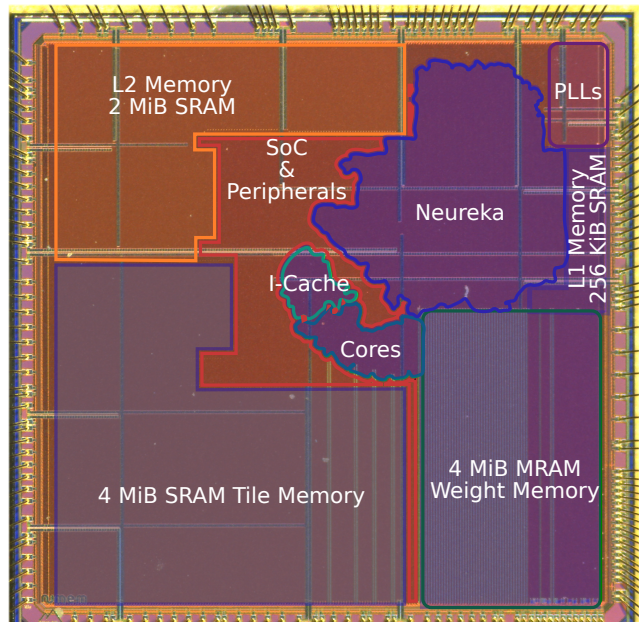 L2 Memory
2 MiB SRAM
PLLs
SoC
&
Peripherals
Neureka
L1 Memory
256 KiB SRAM
I-Cache
Cores
4 MiB SRAM Tile Memory
4 MiB MRAM
Weight Memory